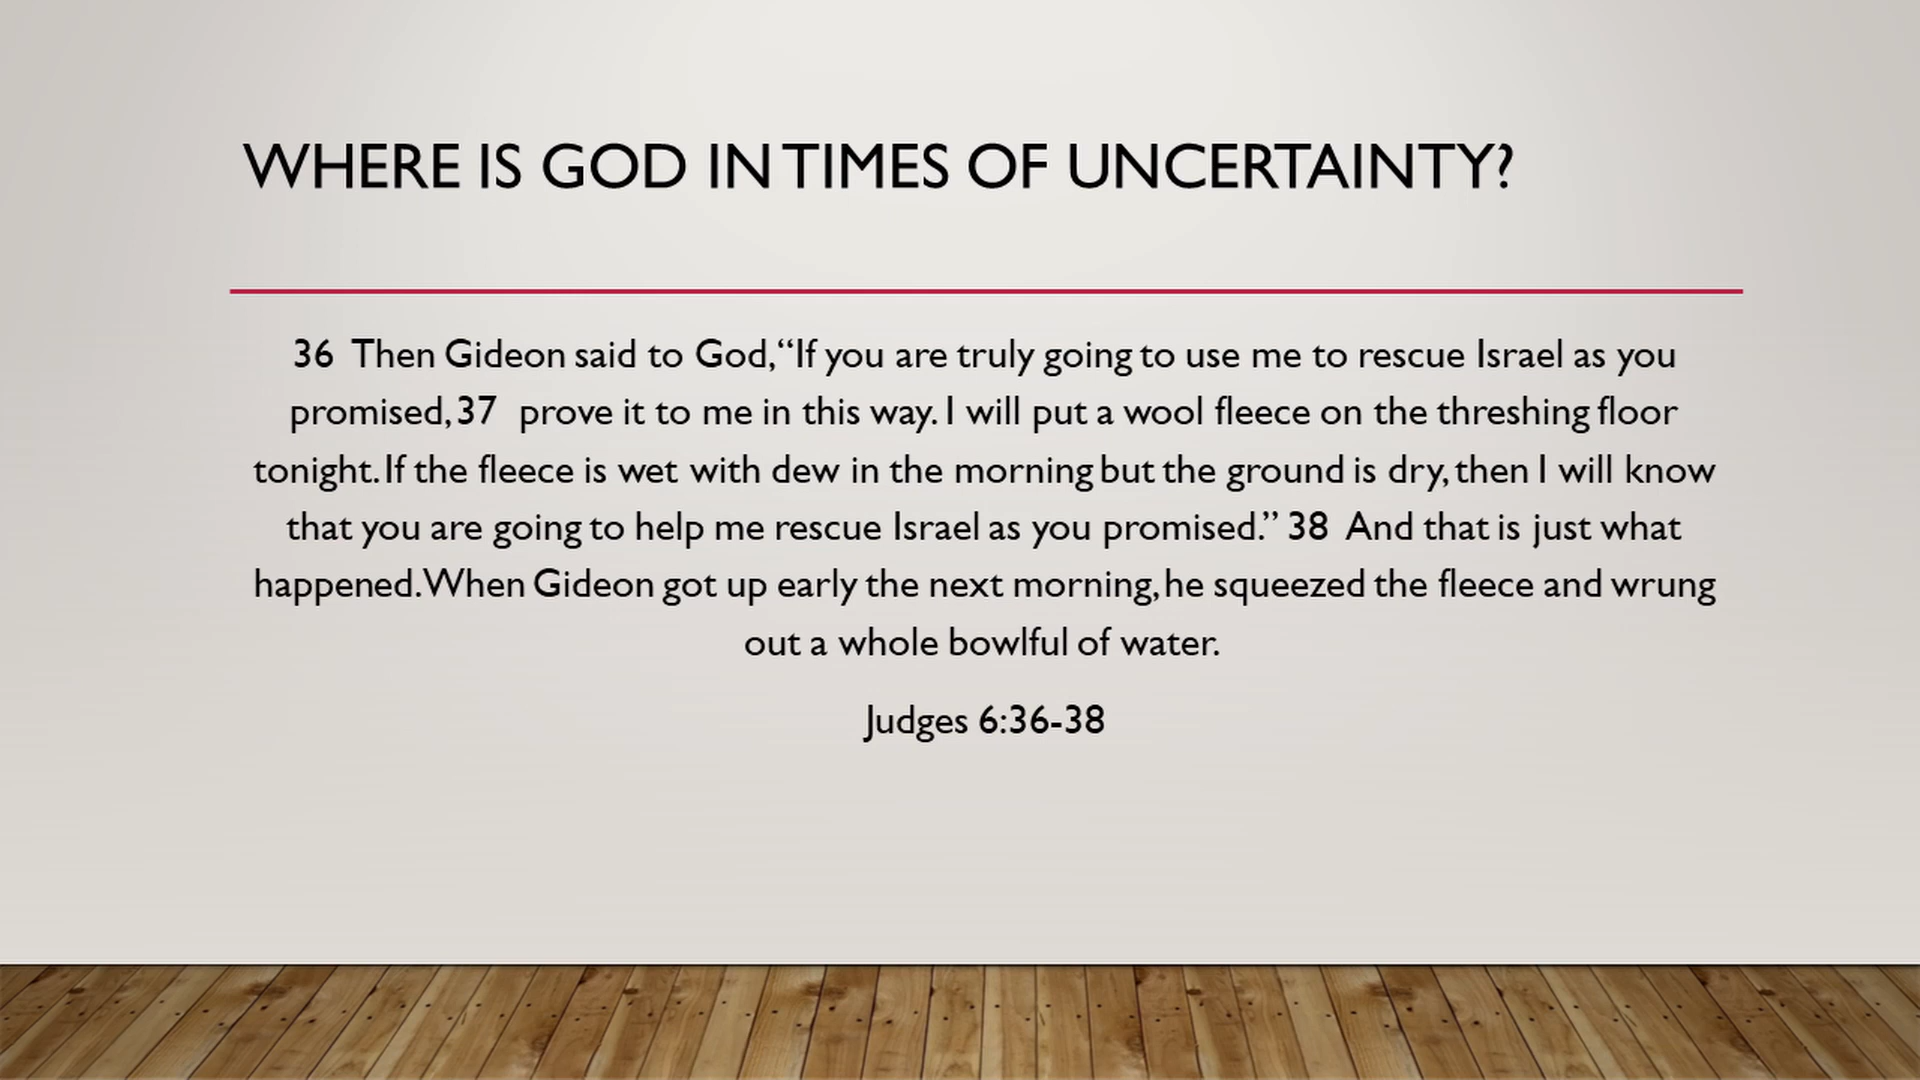 WHERE IS GOD IN TIMES OF UNCERTAINTY?
36 Then Gideon said to God, “If you are truly going to use me to rescue Israel as you
promised, 37 prove it to me in this way. I will put a wool fleece on the threshing floor
tonight. If the fleece is wet with dew in the morning but the ground is dry, then I will know
that you are going to help me rescue Israel as you promised.” 38 And that is just what
happened. When Gideon got up early the next morning, he squeezed the fleece and wrung
out a whole bowlful of water.
Judges 6:36-38